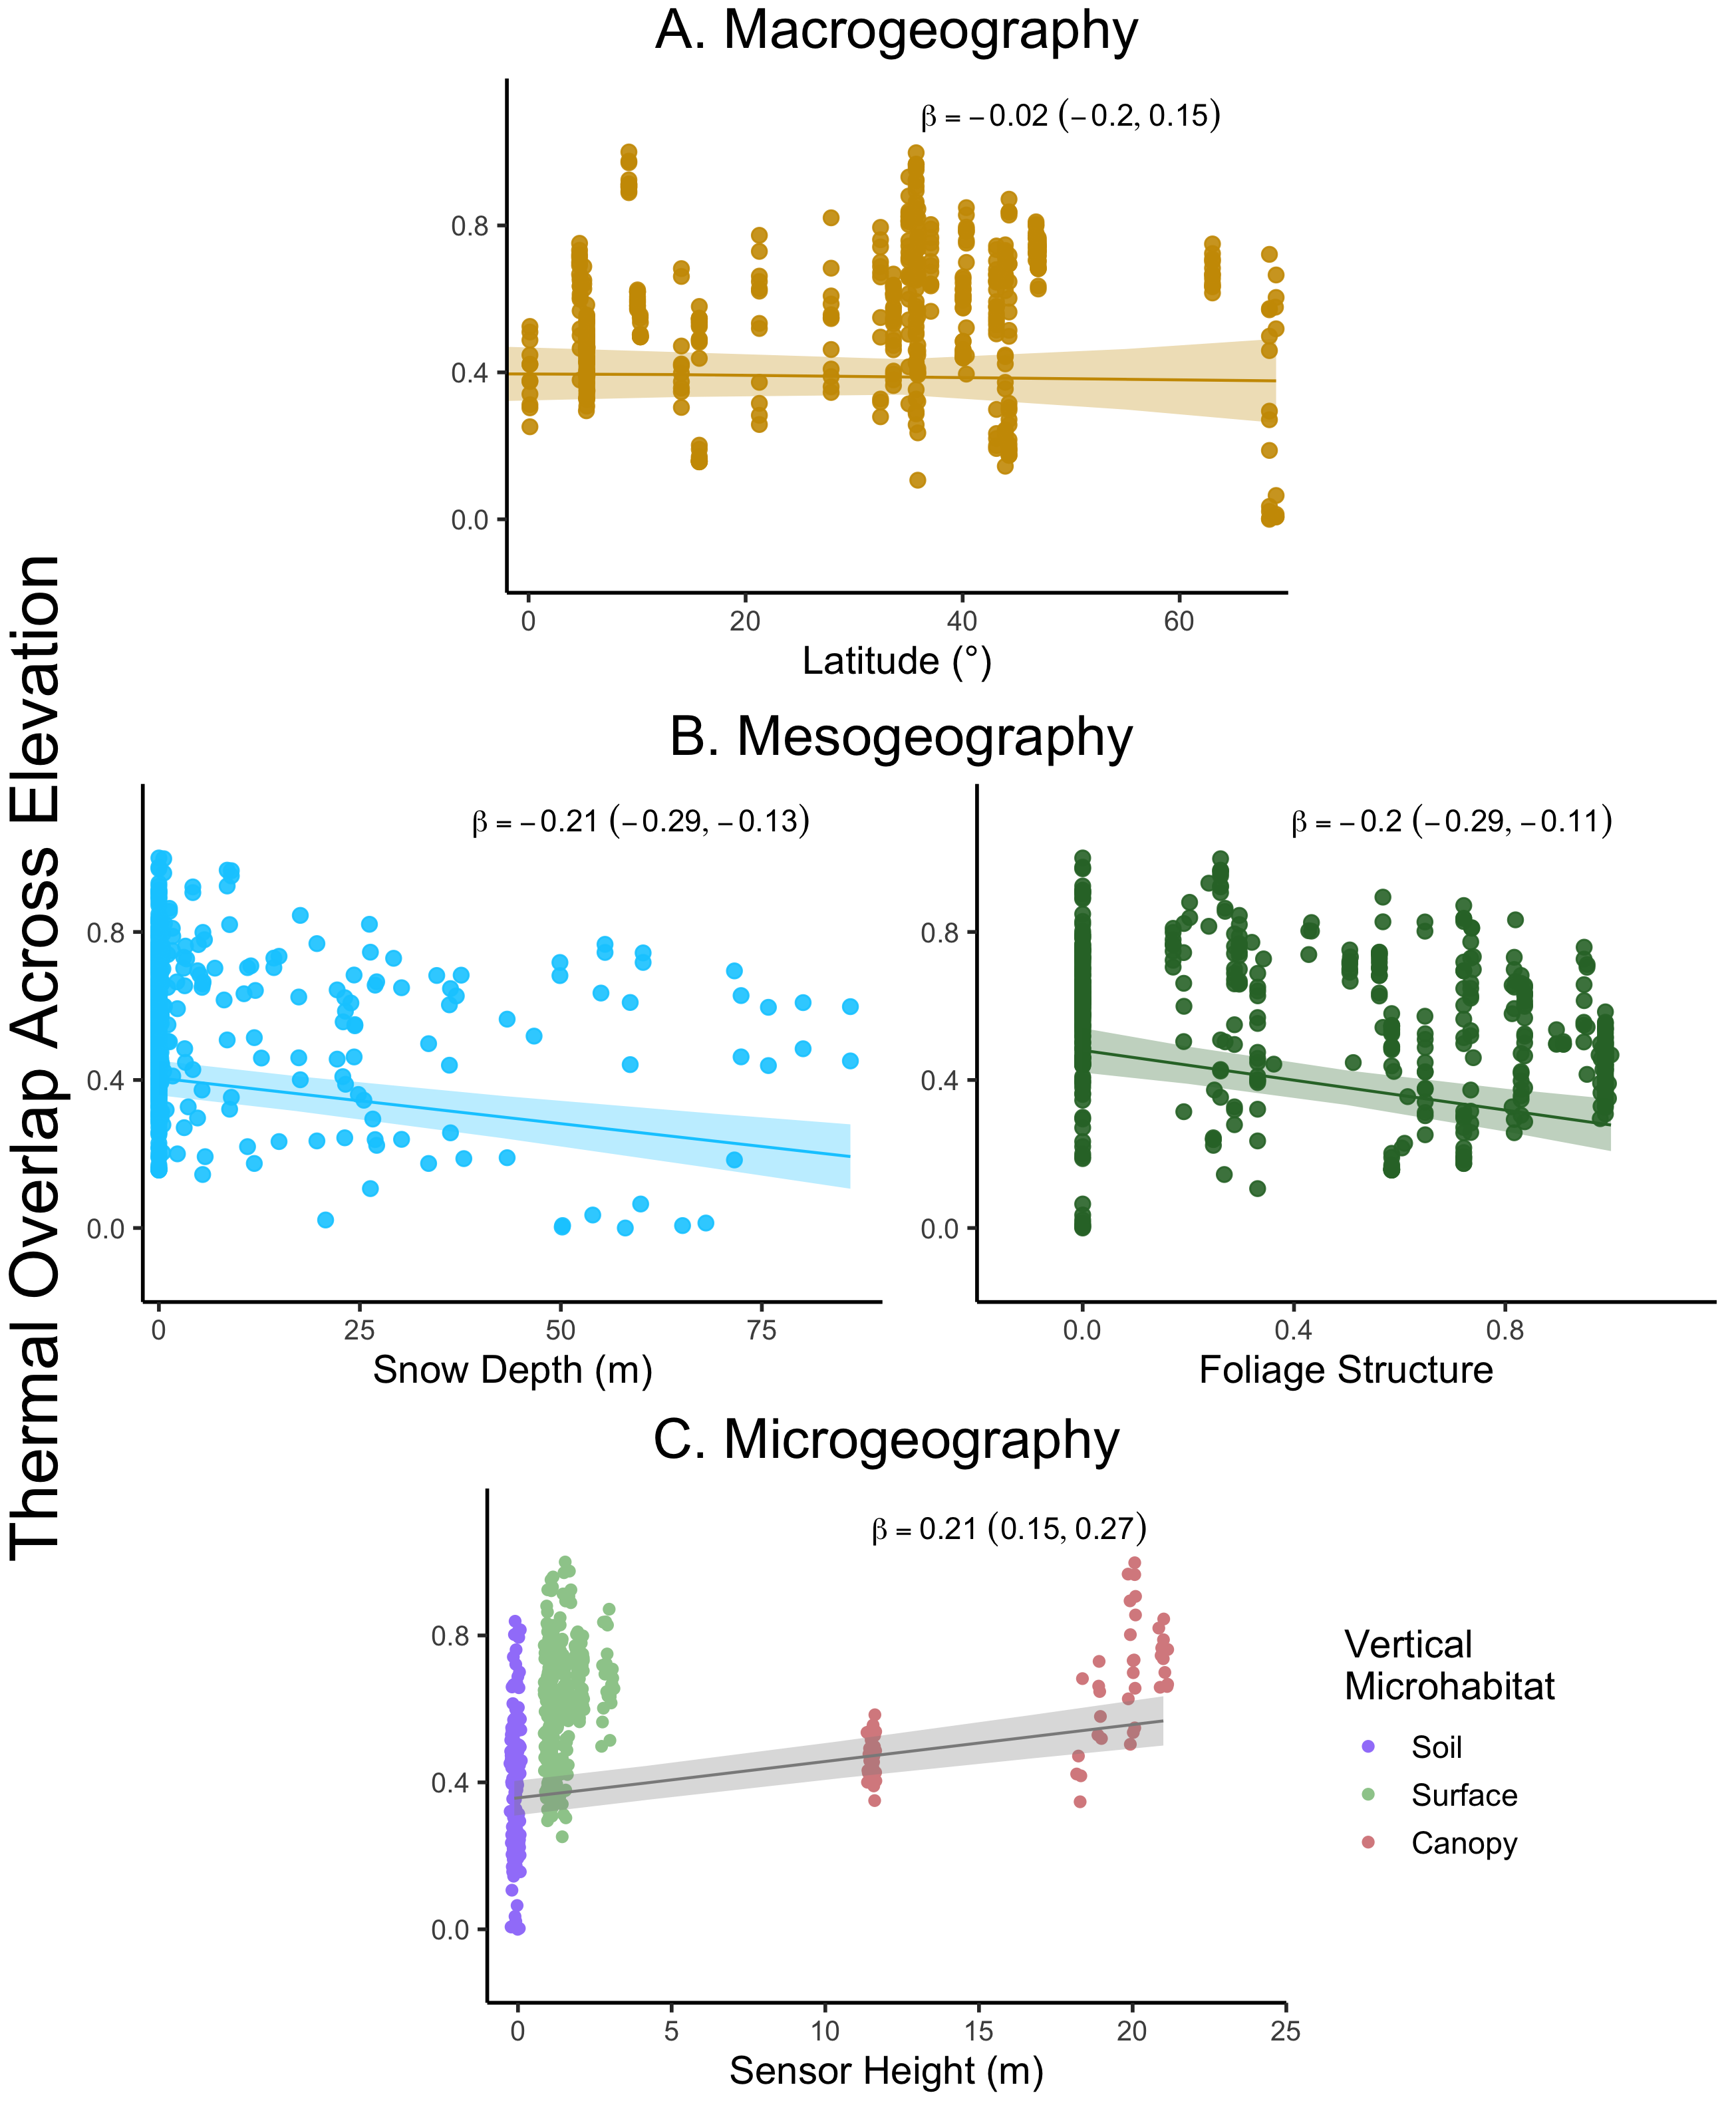 Thermal Overlap Across Elevation
A. Macrogeography
β = −0.02 (−0.2, 0.15)
0.8
0.4
0.0
0 20 40 60
Latitude (°)
B. Mesogeography
β = −0.21 (−0.29, −0.13)
0.8
0.4
0.0
0 25 50 75
Snow Depth (m)
β = −0.2 (−0.29, −0.11)
0.8
0.4
0.0
0.0 0.4 0.8
Foliage Structure
C. Microgeography
β = 0.21 (0.15, 0.27)
0.8
0.4
0.0
0 5 10 15 20 25
Sensor Height (m)
Vertical
Microhabitat
Soil
Surface
Canopy